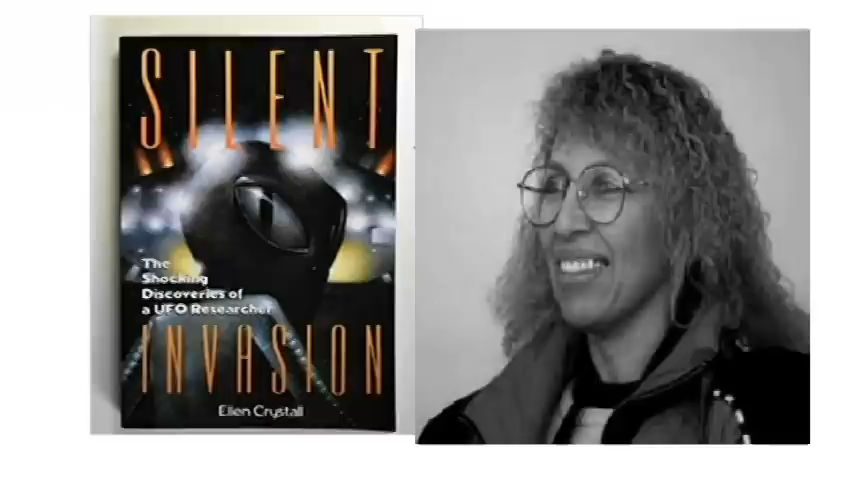 SILENT
The
Shocking
Discoveries of
a UFO Researcher
INVASION
Ellen Crystall